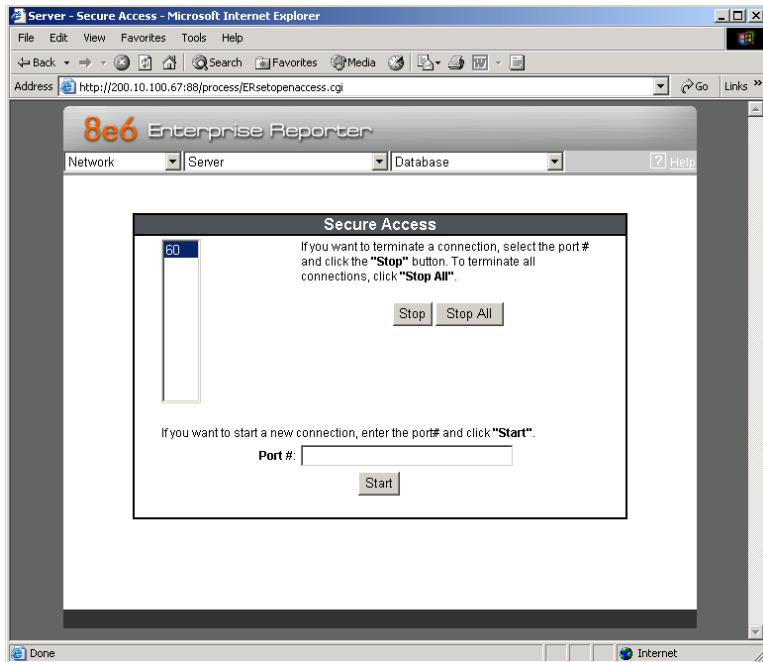 Server - Secure Access - Microsoft Internet Explorer
File Edit View Favorites Tools Help
Back Search Favorites Media
Address http://200.10.100.67:88/process/ERsetopenaccess.cgi Go Links »
8e6 Enterprise Reporter
Network Server Database ? Help
Secure Access
60
If you want to terminate a connection, select the port #
and click the "Stop" button. To terminate all
connections, click "Stop All".
Stop Stop All
If you want to start a new connection, enter the port# and click "Start".
Port #:
Start
Done Internet